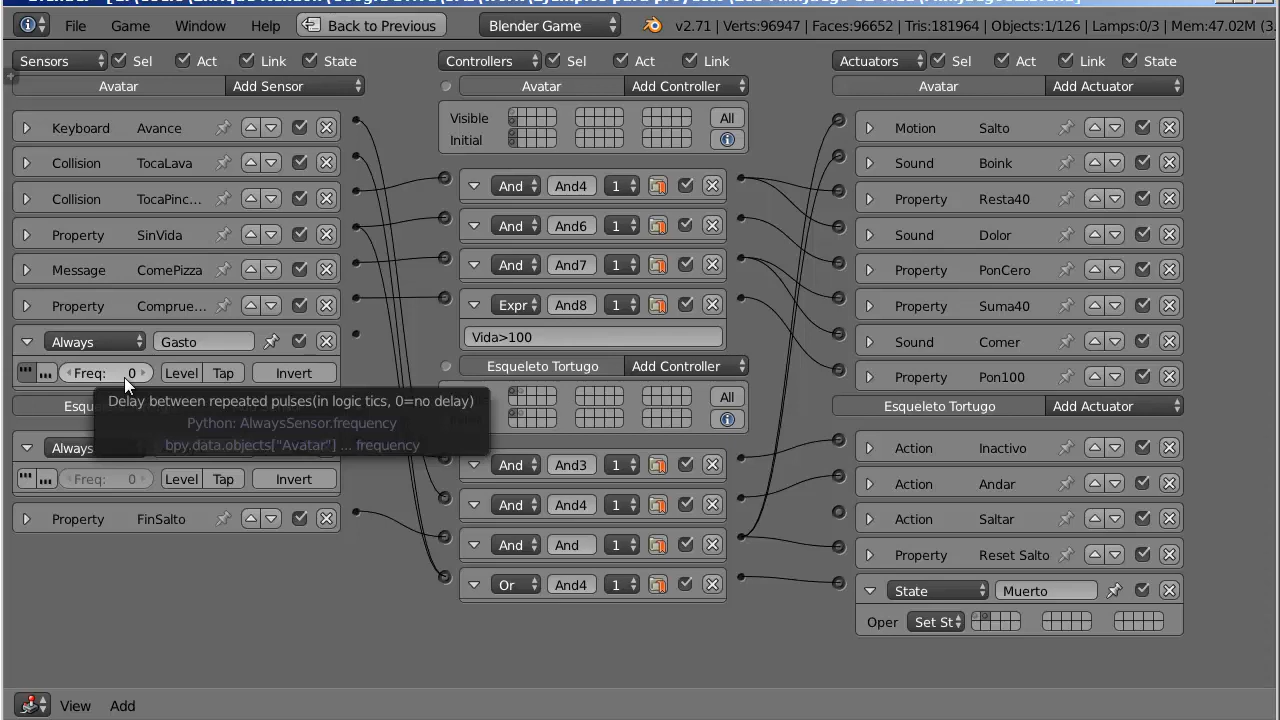 File Game Window Help Back to Previous Blender Game v2.71 | Verts:96947 | Faces:96652 | Tris:181964 | Objects:1/126 | Lamps:0/3 | Mem:47.02M (3.
Sensors Sel Act Link State Controllers Sel Act Link Actuators Sel Act Link State
Avatar Add Sensor Avatar Add Controller Avatar Add Actuator
Visible All
Initial
Keyboard Avance
Collision TocaLava
Collision TocaPinc...
Property SinVida
Message ComePizza
Property Comprue...
Always Gasto
Freq: 0 Level Tap Invert
Delay between repeated pulses(in logic tics, 0=no delay)
Python: AlwaysSensor.frequency
bpy.data.objects["Avatar"] ... frequency
Always
Freq: 0 Level Tap Invert
Property FinSalto
And And4 1
And And6 1
And And7 1
Expr And8 1
Vida>100
Esqueleto Tortugo Add Controller
All
And And3 1
And And4 1
And And 1
Or And4 1
Motion Salto
Sound Boink
Property Resta40
Sound Dolor
Property PonCero
Property Suma40
Sound Comer
Property Pon100
Esqueleto Tortugo Add Actuator
Action Inactivo
Action Andar
Action Saltar
Property Reset Salto
State Muerto
Oper Set St
View Add